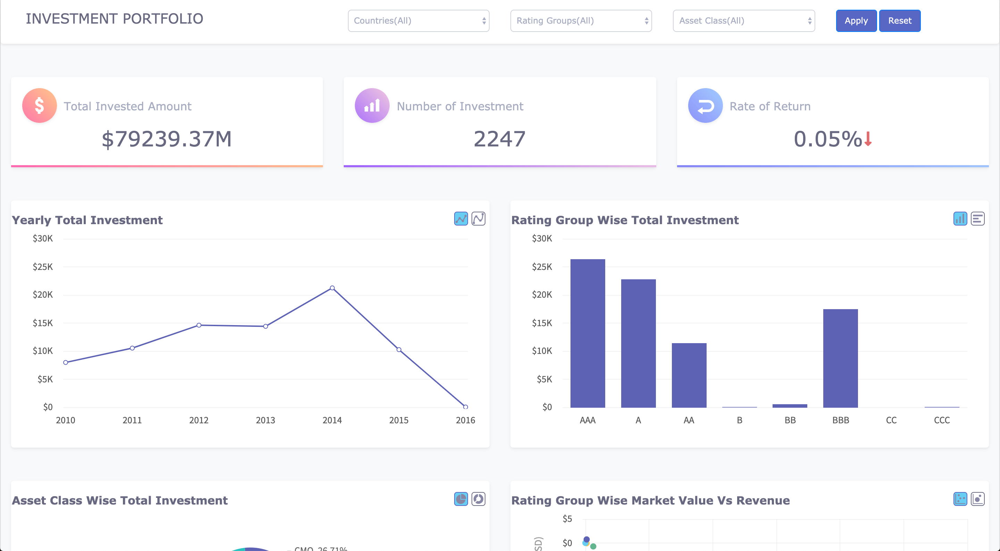 INVESTMENT PORTFOLIO
Countries(All)
Rating Groups(All)
Asset Class(All)
Apply
Reset
Total Invested Amount
$79239.37M
Number of Investment
2247
Rate of Return
0.05%
Yearly Total Investment
$30K
$25K
$20K
$15K
$10K
$5K
$0
2010 2011 2012 2013 2014 2015 2016
Rating Group Wise Total Investment
$30K
$25K
$20K
$15K
$10K
$5K
$0
AAA A AA B BB BBB CC CCC
Asset Class Wise Total Investment
CMO, 26.71%
Rating Group Wise Market Value Vs Revenue
$5
$0
SD)